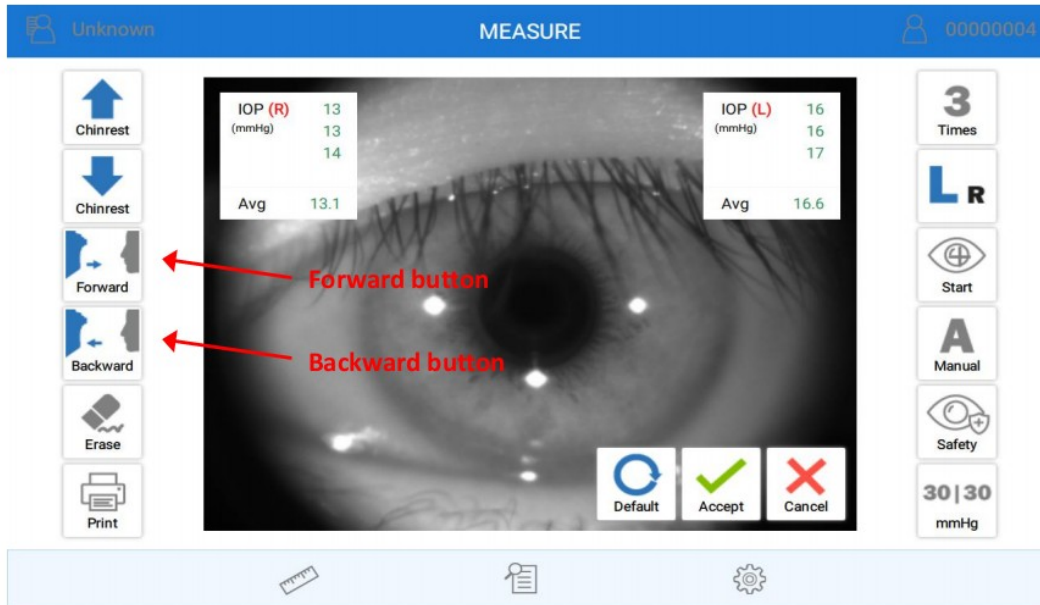 Unknown
MEASURE
00000004
Chinrest
Chinrest
Forward
Backward
Erase
Print
IOP (R) 13
(mmHg) 13
14
Avg 13.1
IOP (L) 16
(mmHg) 16
17
Avg 16.6
Forward button
Backward button
Default
Accept
Cancel
3
Times
L R
Start
A
Manual
Safety
30|30
mmHg